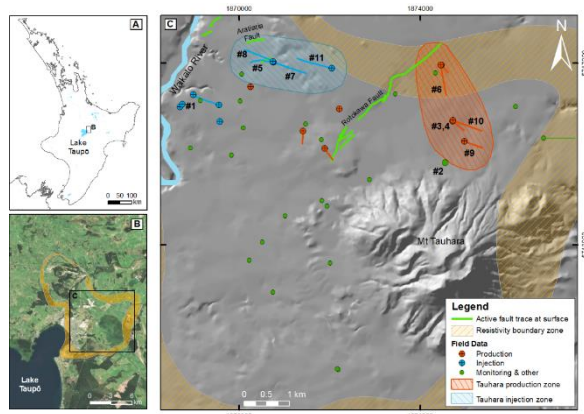 A
B
Lake
Taupō
0 50 100
km
B
C
Lake
Taupō
km
C
1870000
1874000
Waikato River
Aratiatia
Fault
#8
#5
#7
#11
#1
Rotokawa Fault
#6
#3,4
#10
#9
#2
Mt Tauhara
N
0 0.5 1 km
Legend
Active fault trace at surface
Resistivity boundary zone
Field Data
Production
Injection
Monitoring & other
Tauhara production zone
Tauhara injection zone